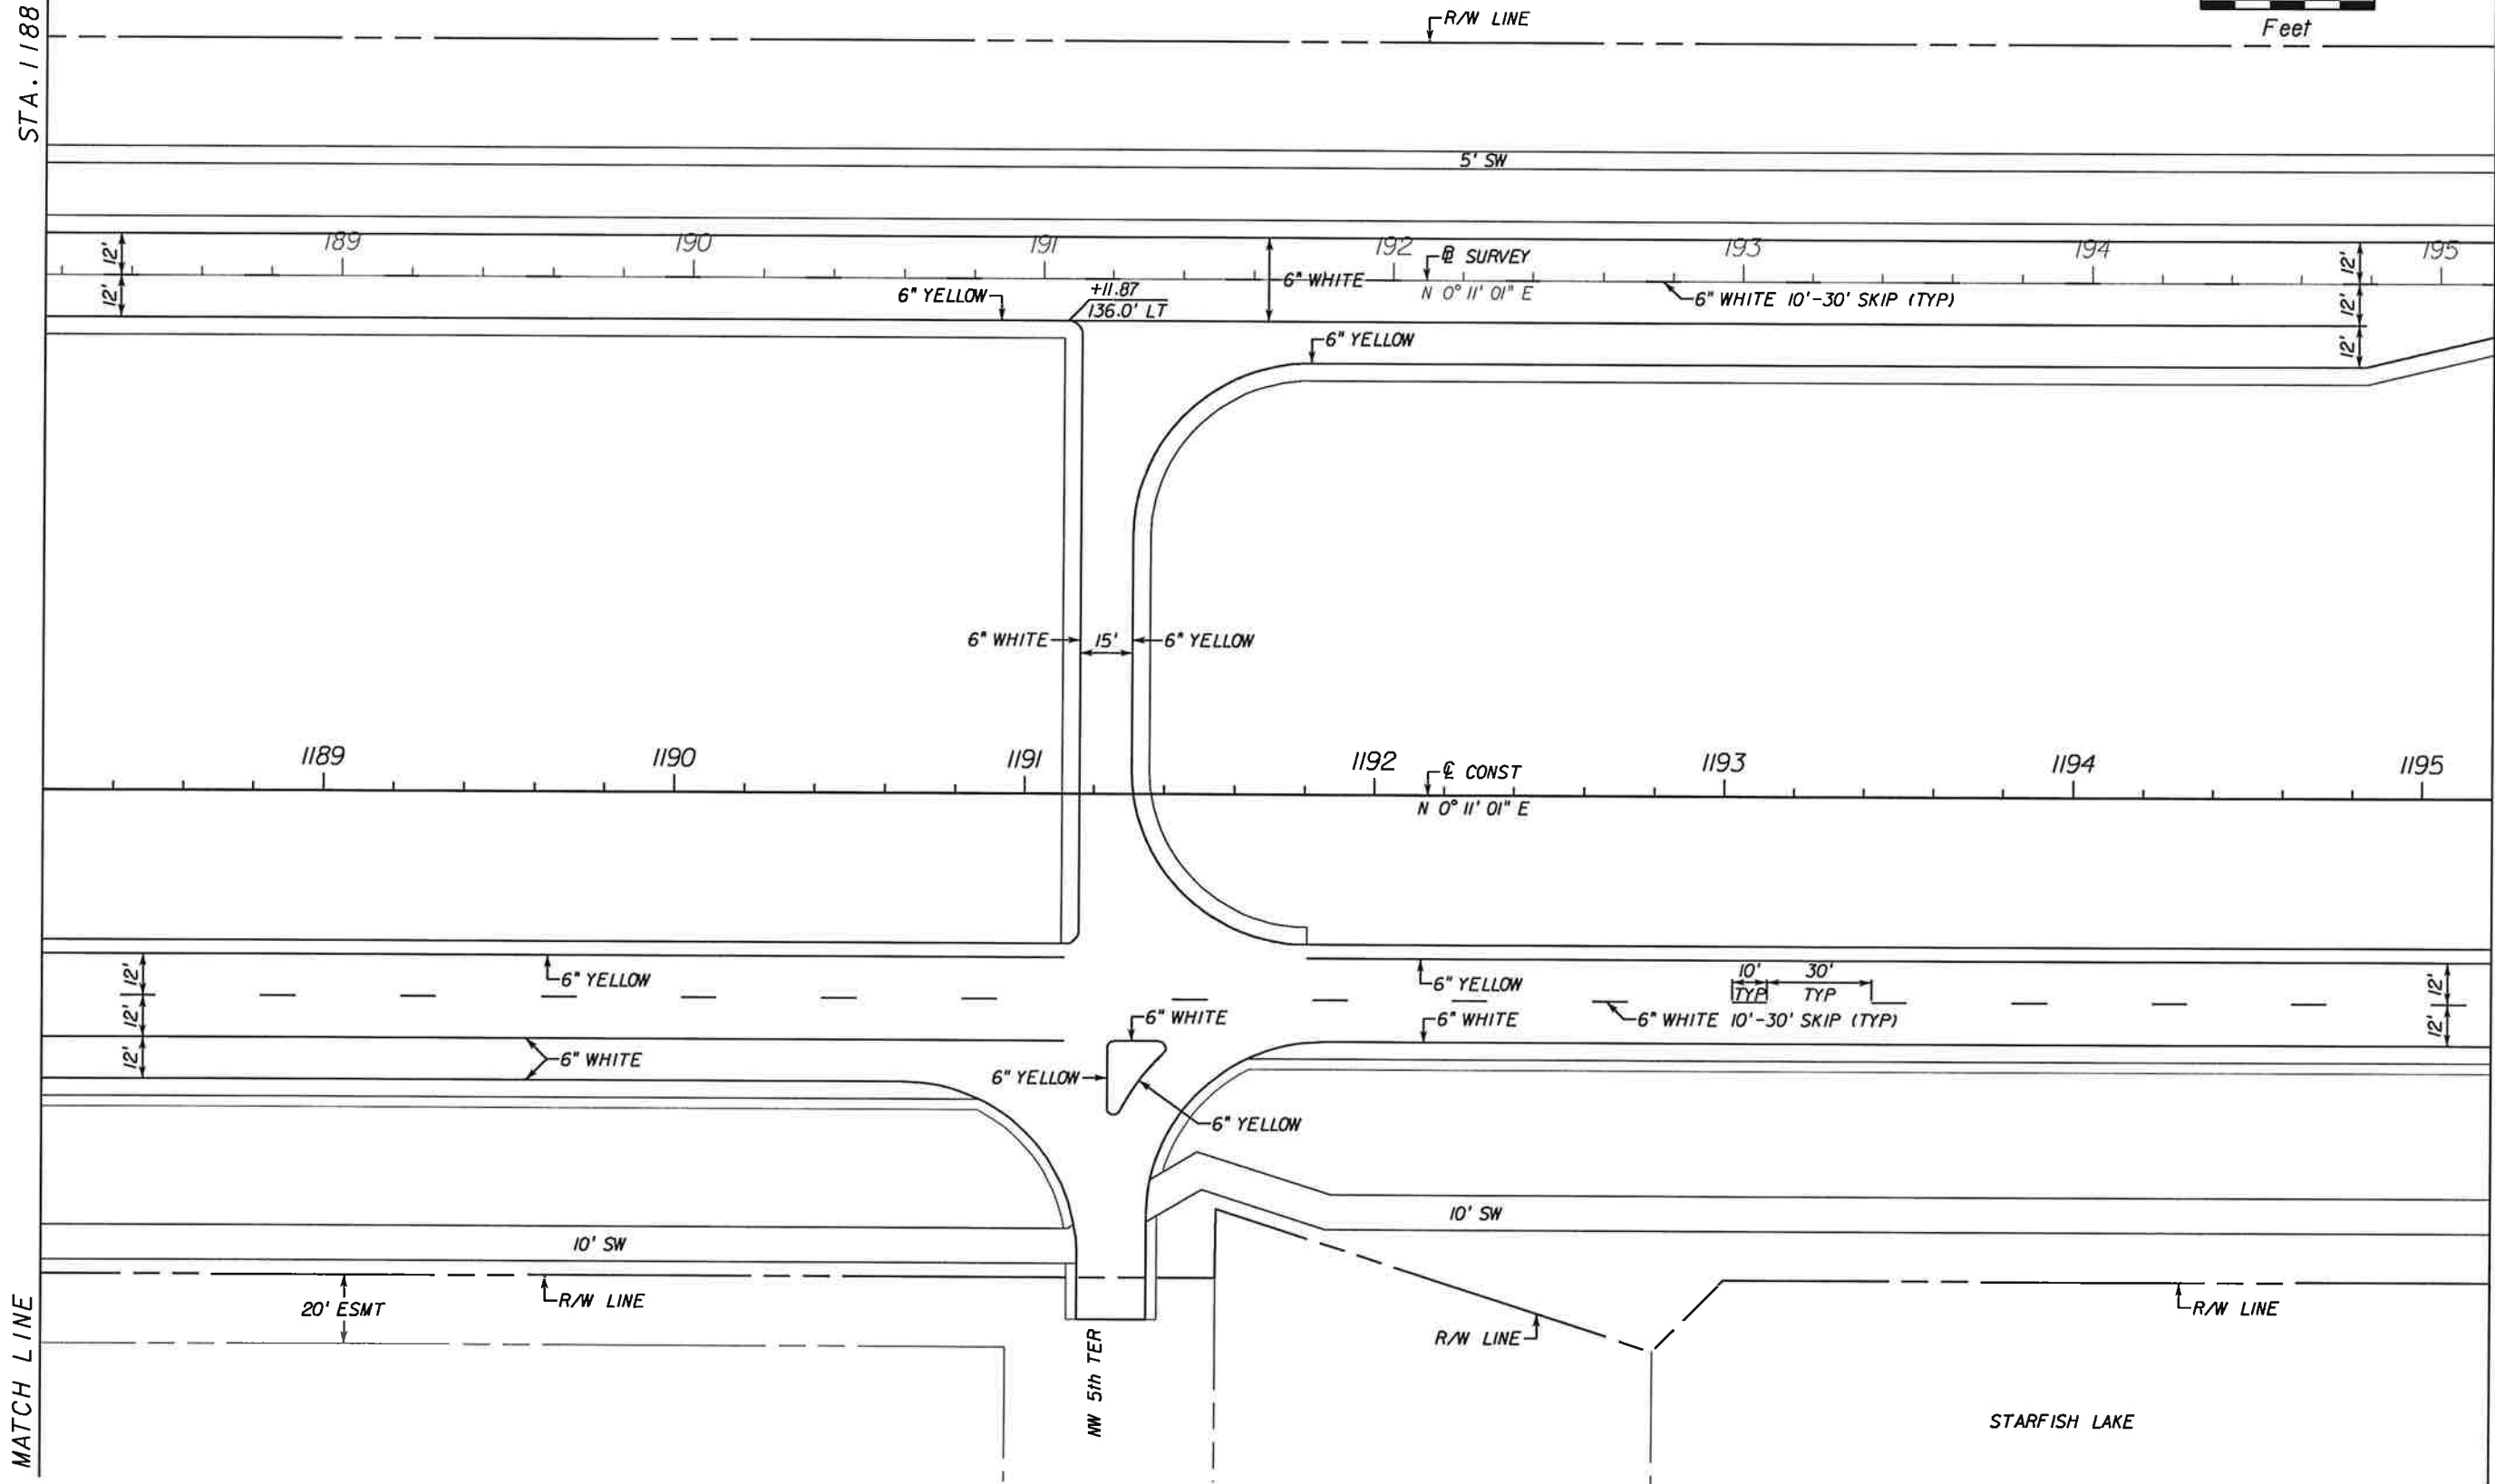 STA. 1188
R/W LINE
Feet
5' SW
12'
189
190
191
192
℄ SURVEY
193
194
12'
195
12'
6" YELLOW
+11.87
136.0' LT
6" WHITE
N 0° 11' 01" E
6" WHITE 10'-30' SKIP (TYP)
12'
6" YELLOW
12'
6" WHITE
15'
6" YELLOW
1189
1190
1191
1192
℄ CONST
1193
1194
1195
N 0° 11' 01" E
12'
6" YELLOW
6" YELLOW
10'
TYP
30'
TYP
12'
12'
6" WHITE
6" WHITE
6" WHITE 10'-30' SKIP (TYP)
12'
12'
6" WHITE
6" YELLOW
6" YELLOW
10' SW
10' SW
20' ESMT
R/W LINE
R/W LINE
R/W LINE
NW 5th TER
MATCH LINE
STARFISH LAKE